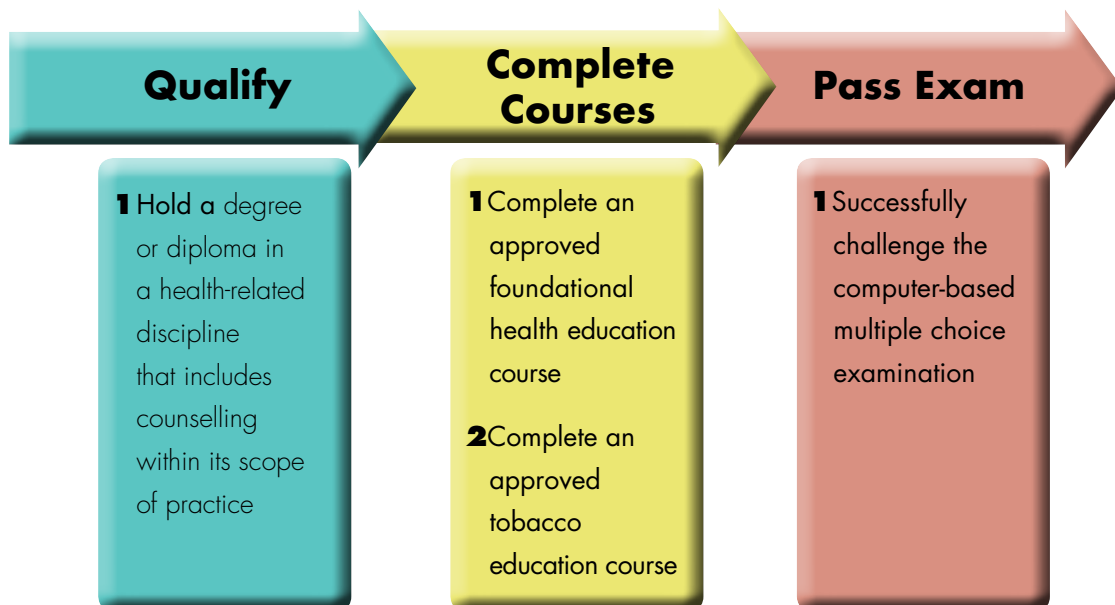 Qualify
1 Hold a degree
or diploma in
a health-related
discipline
that includes
counselling
within its scope
of practice
Complete
Courses
1 Complete an
approved
foundational
health education
course
2 Complete an
approved
tobacco
education course
Pass Exam
1 Successfully
challenge the
computer-based
multiple choice
examination